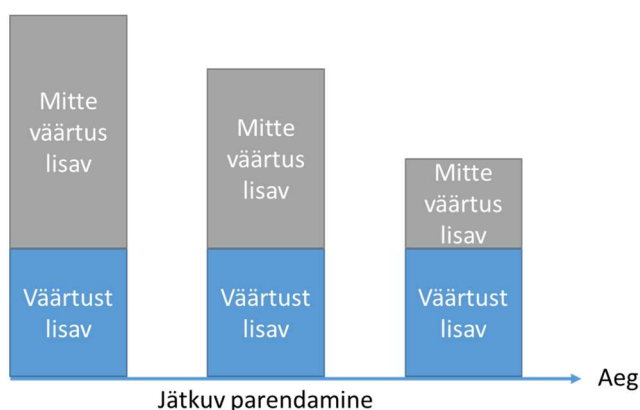 Mitte
väärtus
lisav
Mitte
väärtus
lisav
Mitte
väärtus
lisav
Väärtust
lisav
Väärtust
lisav
Väärtust
lisav
Aeg
Jätkuv parendamine